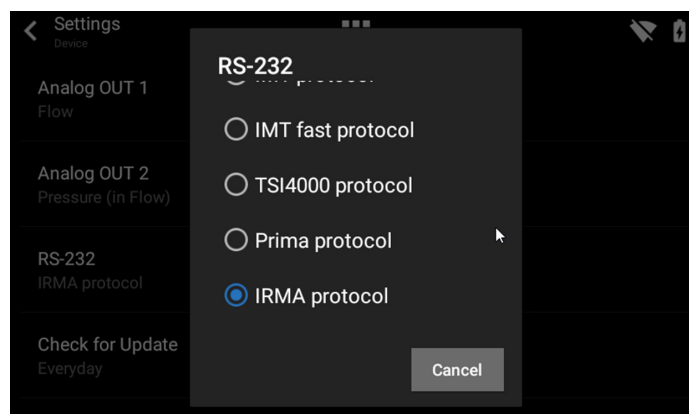 Settings
Device
Analog OUT 1
Flow
Analog OUT 2
Pressure (in Flow)
RS-232
IRMA protocol
Check for Update
Everyday
RS-232
IMT fast protocol
TSI4000 protocol
Prima protocol
IRMA protocol
Cancel